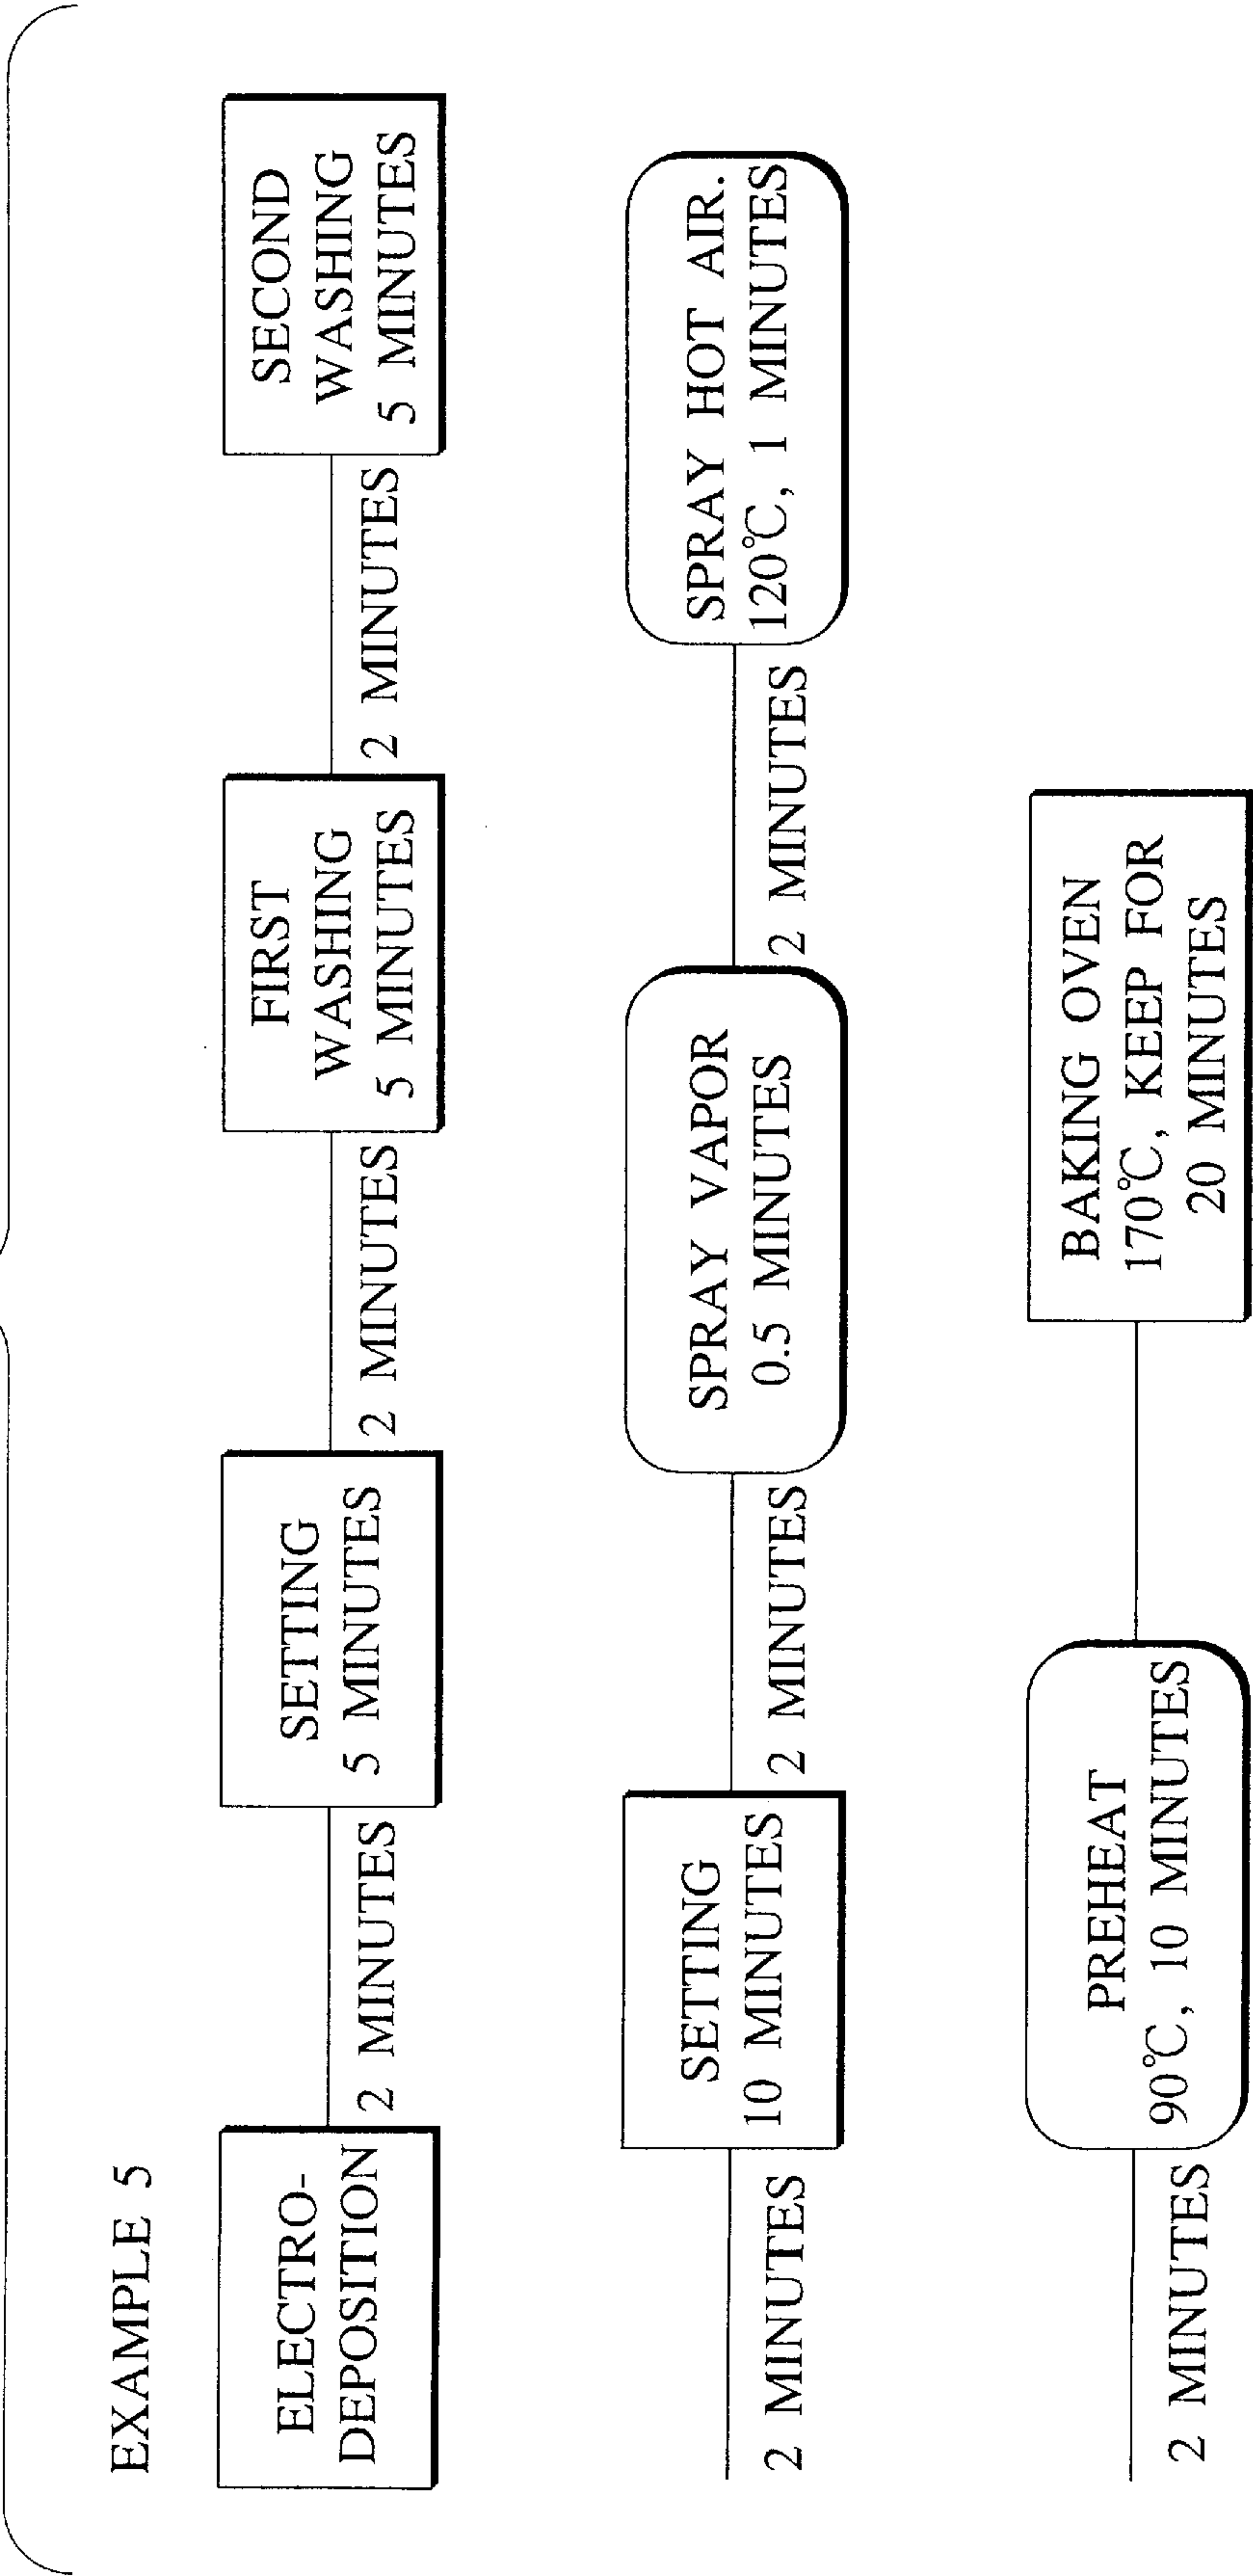 EXAMPLE 5
ELECTRO-
DEPOSITION
2 MINUTES
SETTING
5 MINUTES
2 MINUTES
FIRST
WASHING
5 MINUTES
2 MINUTES
SECOND
WASHING
5 MINUTES
2 MINUTES
SETTING
10 MINUTES
2 MINUTES
SPRAY VAPOR
0.5 MINUTES
2 MINUTES
SPRAY HOT AIR.
120℃, 1 MINUTES
2 MINUTES
PREHEAT
90℃, 10 MINUTES
BAKING OVEN
170℃, KEEP FOR
20 MINUTES